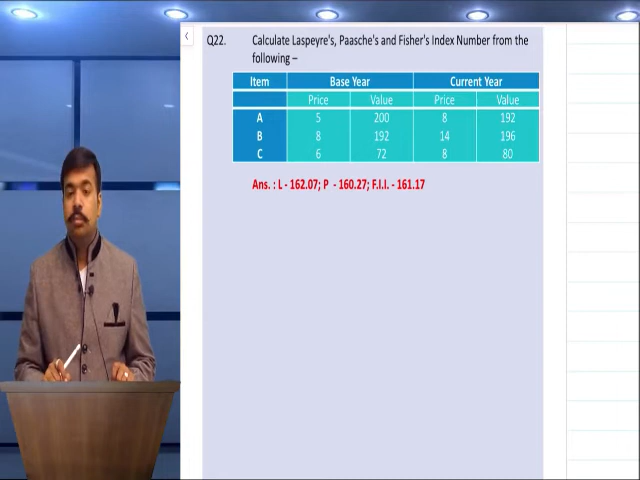 Q22. Calculate Laspeyre's, Paasche's and Fisher's Index Number from the
following –
Item Base Year Current Year
Price Value Price Value
A 5 200 8 192
B 8 192 14 196
C 6 72 8 80
Ans. : L - 162.07; P - 160.27; F.I.I. - 161.17